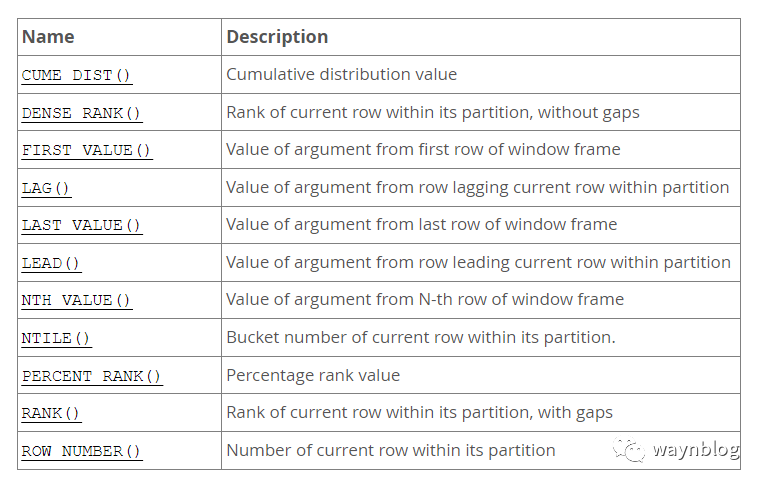 Name Description
CUME_DIST() Cumulative distribution value
DENSE_RANK() Rank of current row within its partition, without gaps
FIRST_VALUE() Value of argument from first row of window frame
LAG() Value of argument from row lagging current row within partition
LAST_VALUE() Value of argument from last row of window frame
LEAD() Value of argument from row leading current row within partition
NTH_VALUE() Value of argument from N-th row of window frame
NTILE() Bucket number of current row within its partition.
PERCENT_RANK() Percentage rank value
RANK() Rank of current row within its partition, with gaps
ROW_NUMBER() Number of current row within its partition
waynblog